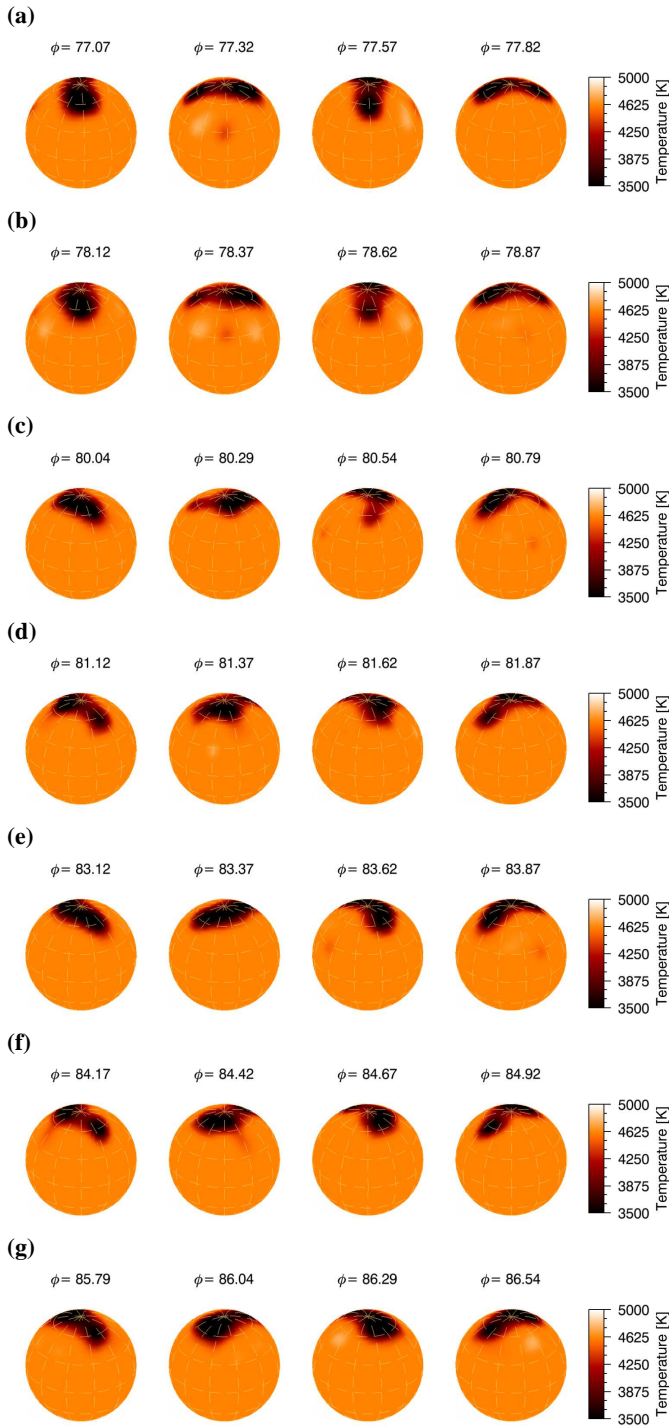 (a)
ϕ= 77.07 ϕ= 77.32 ϕ= 77.57 ϕ= 77.82
5000
4625
4250
3875
3500
Temperature [K]
(b)
ϕ= 78.12 ϕ= 78.37 ϕ= 78.62 ϕ= 78.87
5000
4625
4250
3875
3500
Temperature [K]
(c)
ϕ= 80.04 ϕ= 80.29 ϕ= 80.54 ϕ= 80.79
5000
4625
4250
3875
3500
Temperature [K]
(d)
ϕ= 81.12 ϕ= 81.37 ϕ= 81.62 ϕ= 81.87
5000
4625
4250
3875
3500
Temperature [K]
(e)
ϕ= 83.12 ϕ= 83.37 ϕ= 83.62 ϕ= 83.87
5000
4625
4250
3875
3500
Temperature [K]
(f)
ϕ= 84.17 ϕ= 84.42 ϕ= 84.67 ϕ= 84.92
5000
4625
4250
3875
3500
Temperature [K]
(g)
ϕ= 85.79 ϕ= 86.04 ϕ= 86.29 ϕ= 86.54
5000
4625
4250
3875
3500
Temperature [K]